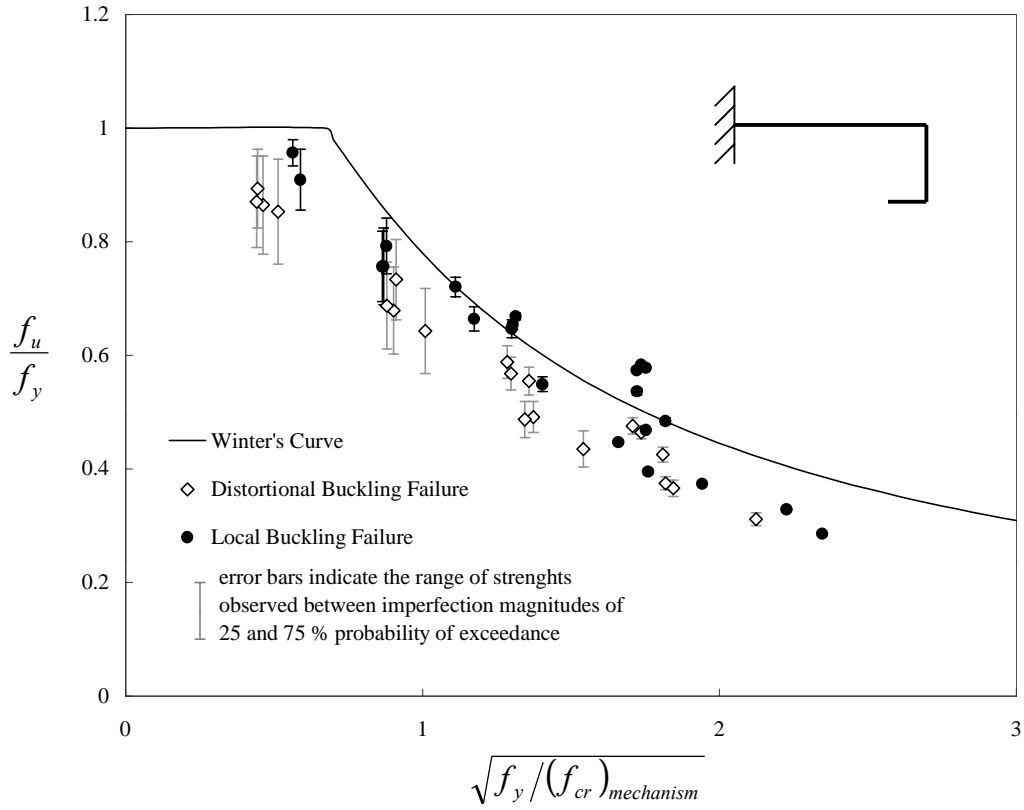 1.2
1
0.8
0.6
0.4
0.2
0
f_u / f_y
Winter's Curve
Distortional Buckling Failure
Local Buckling Failure
error bars indicate the range of strenghts
observed between imperfection magnitudes of
25 and 75 % probability of exceedance
0 1 2 3
√f_y/(f_cr)_mechanism